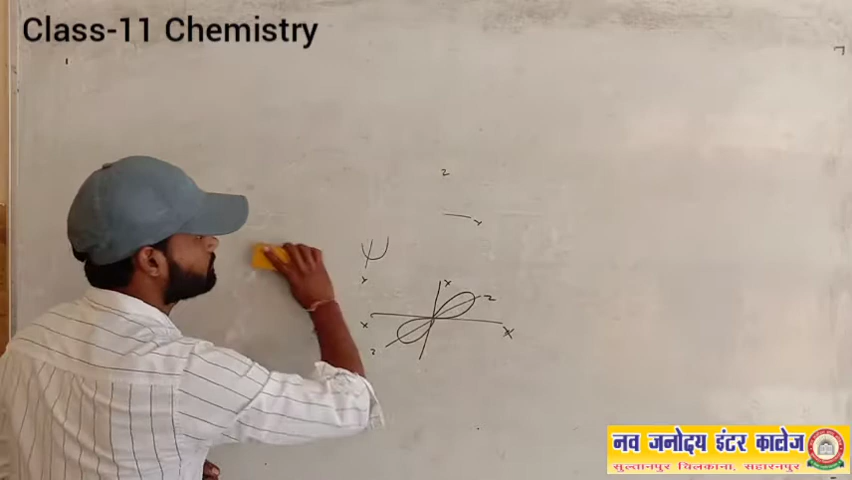 Class-11 Chemistry
z
Y
Ψ
Y
X
z
X
z
X
नव जनोदय इंटर कालेज
सुल्तानपुर चिलकाना, सहारनपुर